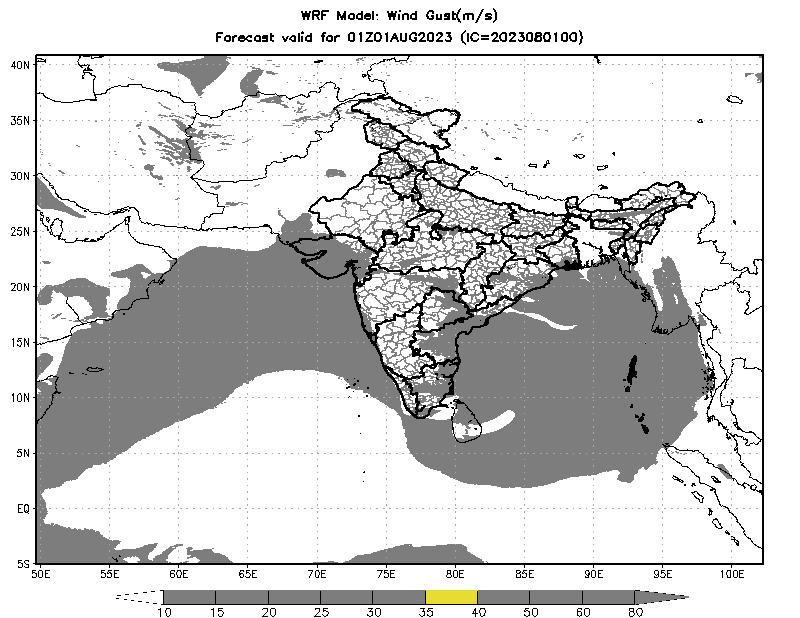 WRF Model: Wind Gust(m/s)
Forecast valid for 01Z01AUG2023 (IC=2023080100)
40N
35N
30N
25N
20N
15N
10N
5N
EQ
5S
50E 55E 60E 65E 70E 75E 80E 85E 90E 95E 100E
10 15 20 25 30 35 40 50 60 80